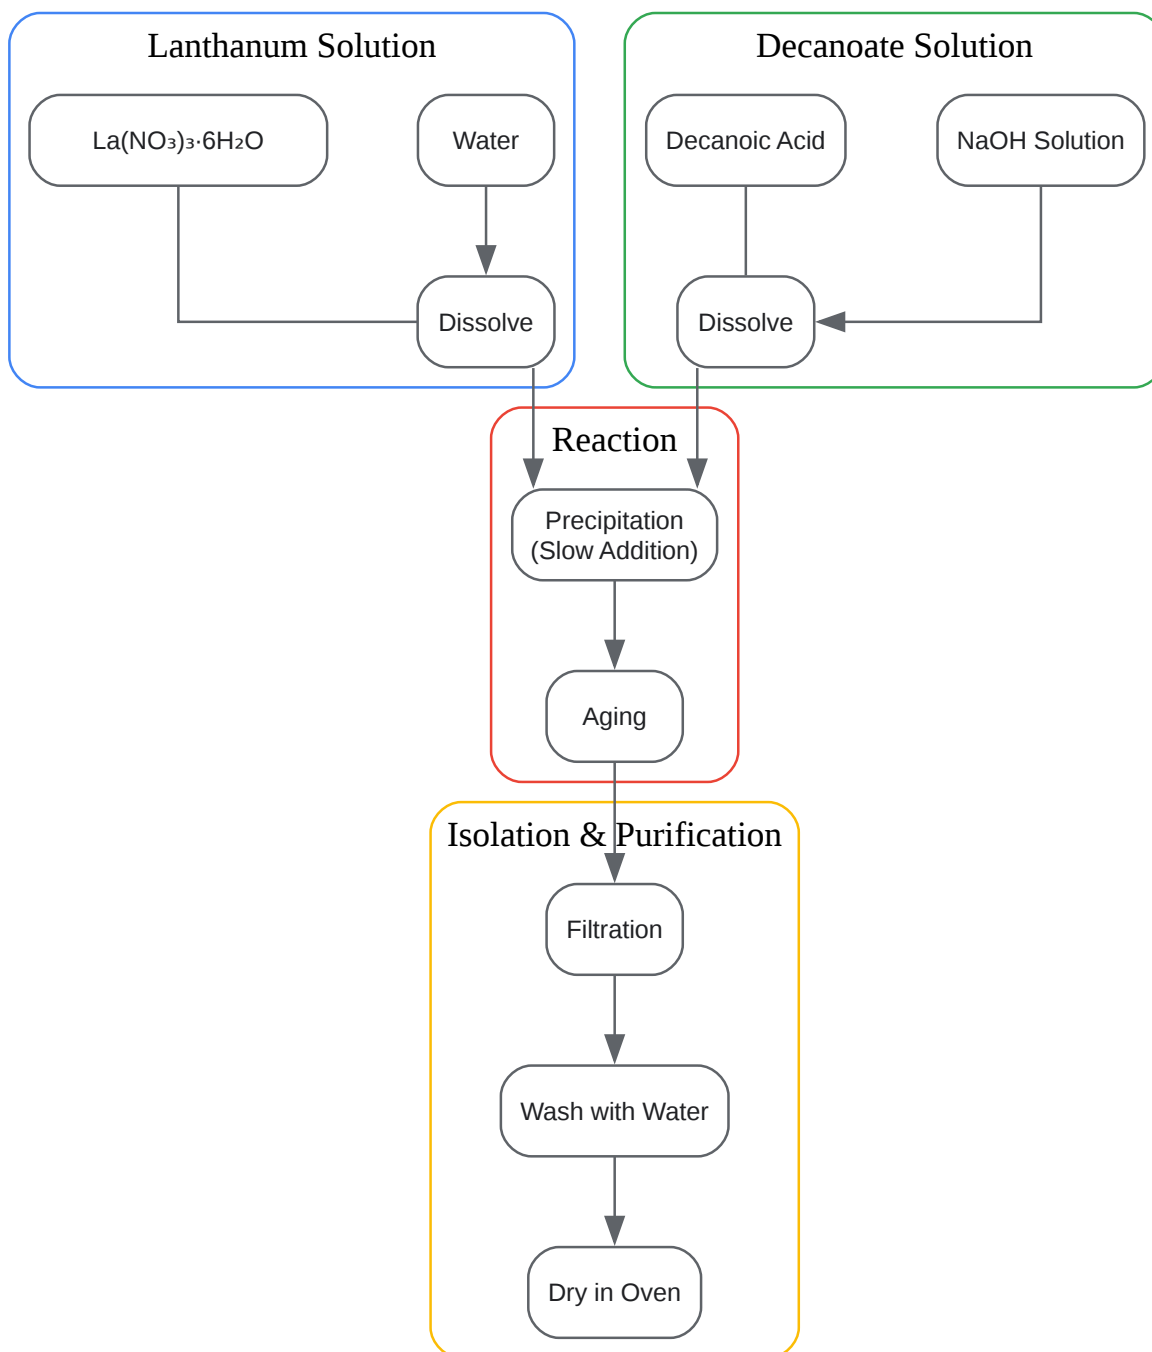 Lanthanum Solution
Decanoate Solution
La(NO₃)₃·6H₂O
Water
Decanoic Acid
NaOH Solution
Dissolve
Dissolve
Reaction
Precipitation
(Slow Addition)
Aging
Isolation & Purification
Filtration
Wash with Water
Dry in Oven